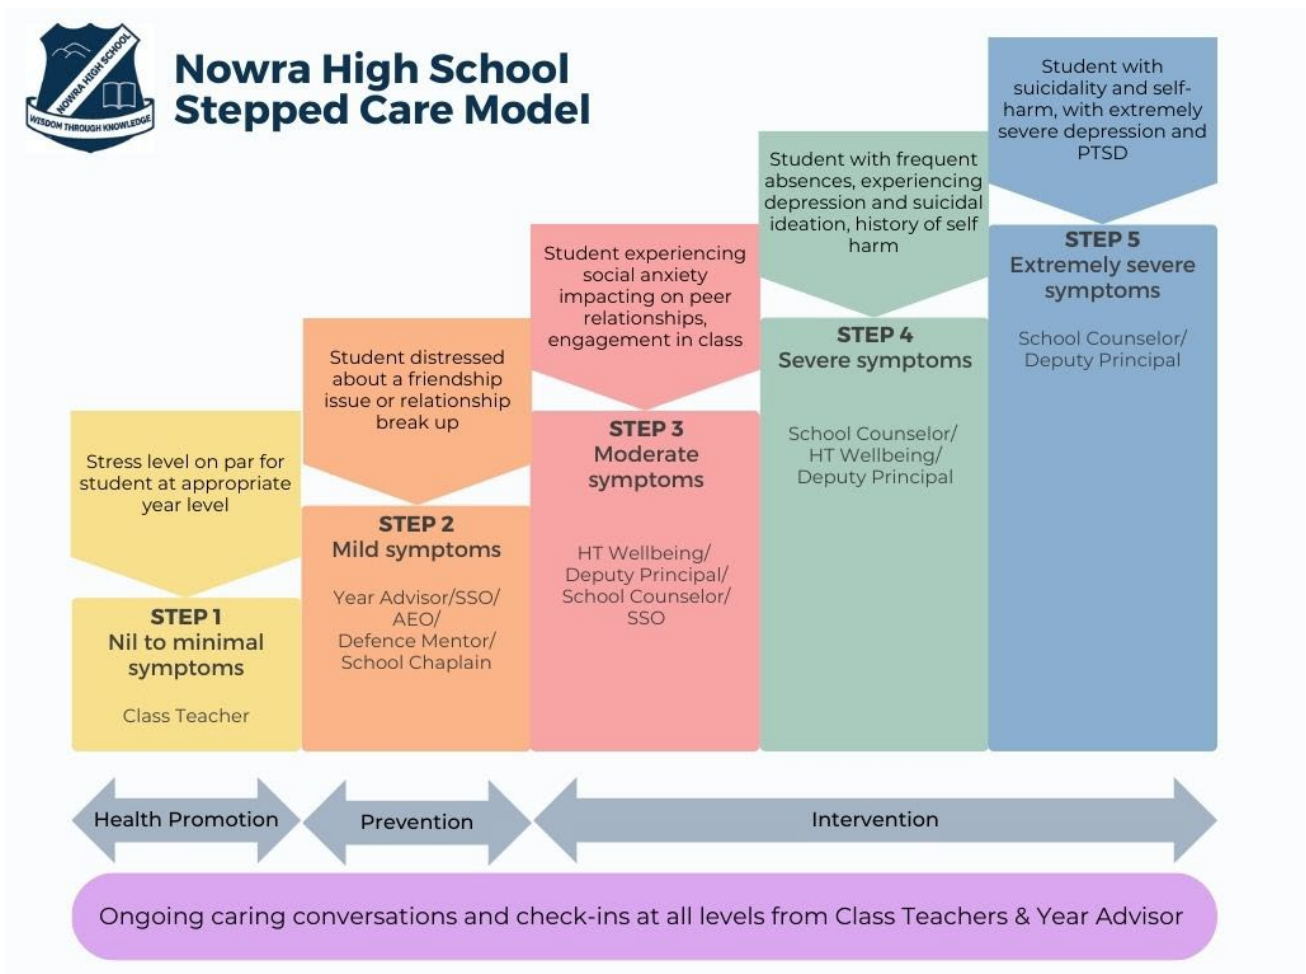 NOWRA HIGH SCHOOL
WISDOM THROUGH KNOWLEDGE
Nowra High School
Stepped Care Model
Stress level on par for
student at appropriate
year level
STEP 1
Nil to minimal
symptoms
Class Teacher
Student distressed
about a friendship
issue or relationship
break up
STEP 2
Mild symptoms
Year Advisor/SSO/
AEO/
Defence Mentor/
School Chaplain
Student experiencing
social anxiety
impacting on peer
relationships,
engagement in class
STEP 3
Moderate
symptoms
HT Wellbeing/
Deputy Principal/
School Counselor/
SSO
Student with frequent
absences, experiencing
depression and suicidal
ideation, history of self
harm
STEP 4
Severe symptoms
School Counselor/
HT Wellbeing/
Deputy Principal
Student with
suicidality and self-
harm, with extremely
severe depression and
PTSD
STEP 5
Extremely severe
symptoms
School Counselor/
Deputy Principal
Health Promotion
Prevention
Intervention
Ongoing caring conversations and check-ins at all levels from Class Teachers & Year Advisor